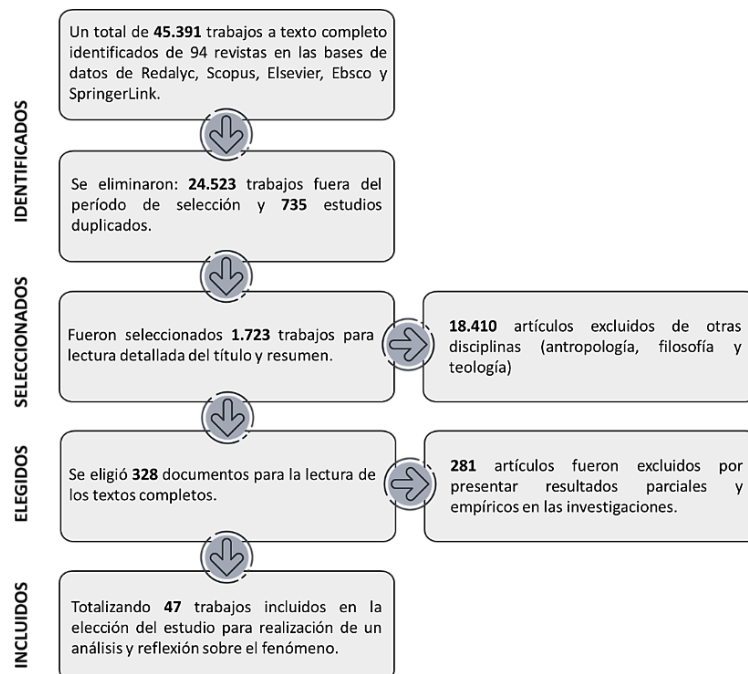 IDENTIFICADOS
Un total de 45.391 trabajos a texto completo
identificados de 94 revistas en las bases de
datos de Redalyc, Scopus, Elsevier, Ebsco y
SpringerLink.
Se eliminaron: 24.523 trabajos fuera del
período de selección y 735 estudios
duplicados.
SELECCIONADOS
Fueron seleccionados 1.723 trabajos para
lectura detallada del título y resumen.
18.410 artículos excluidos de otras
disciplinas (antropología, filosofía y
teología)
ELEGIDOS
Se eligió 328 documentos para la lectura de
los textos completos.
281 artículos fueron excluidos por
presentar resultados parciales y
empíricos en las investigaciones.
INCLUIDOS
Totalizando 47 trabajos incluidos en la
elección del estudio para realización de un
análisis y reflexión sobre el fenómeno.